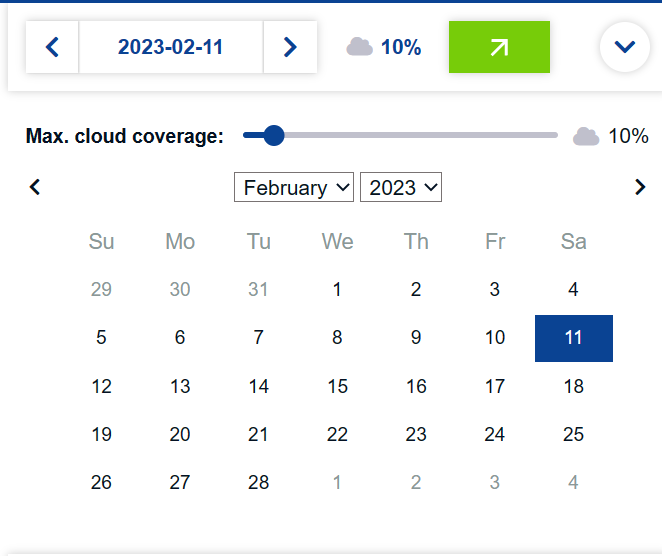 2023-02-11 10%
Max. cloud coverage: 10%
February 2023
Su Mo Tu We Th Fr Sa
29 30 31 1 2 3 4
5 6 7 8 9 10 11
12 13 14 15 16 17 18
19 20 21 22 23 24 25
26 27 28 1 2 3 4